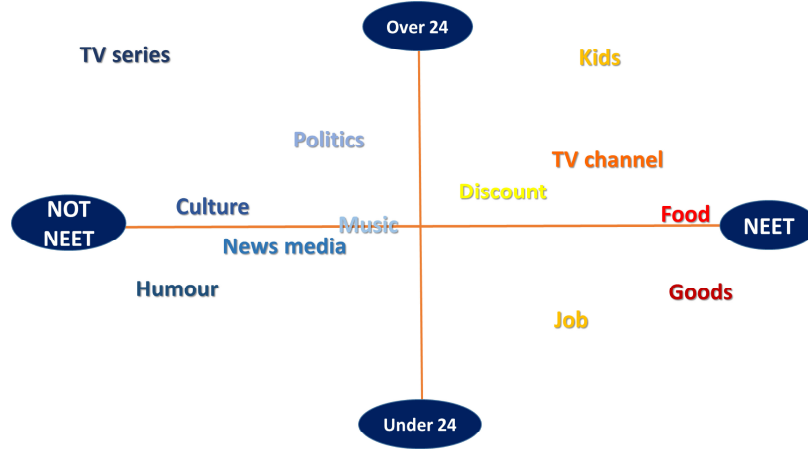 Over 24
TV series
Kids
Politics
TV channel
Discount
Culture
NOT
NEET
Music
Food
NEET
News media
Humour
Goods
Job
Under 24